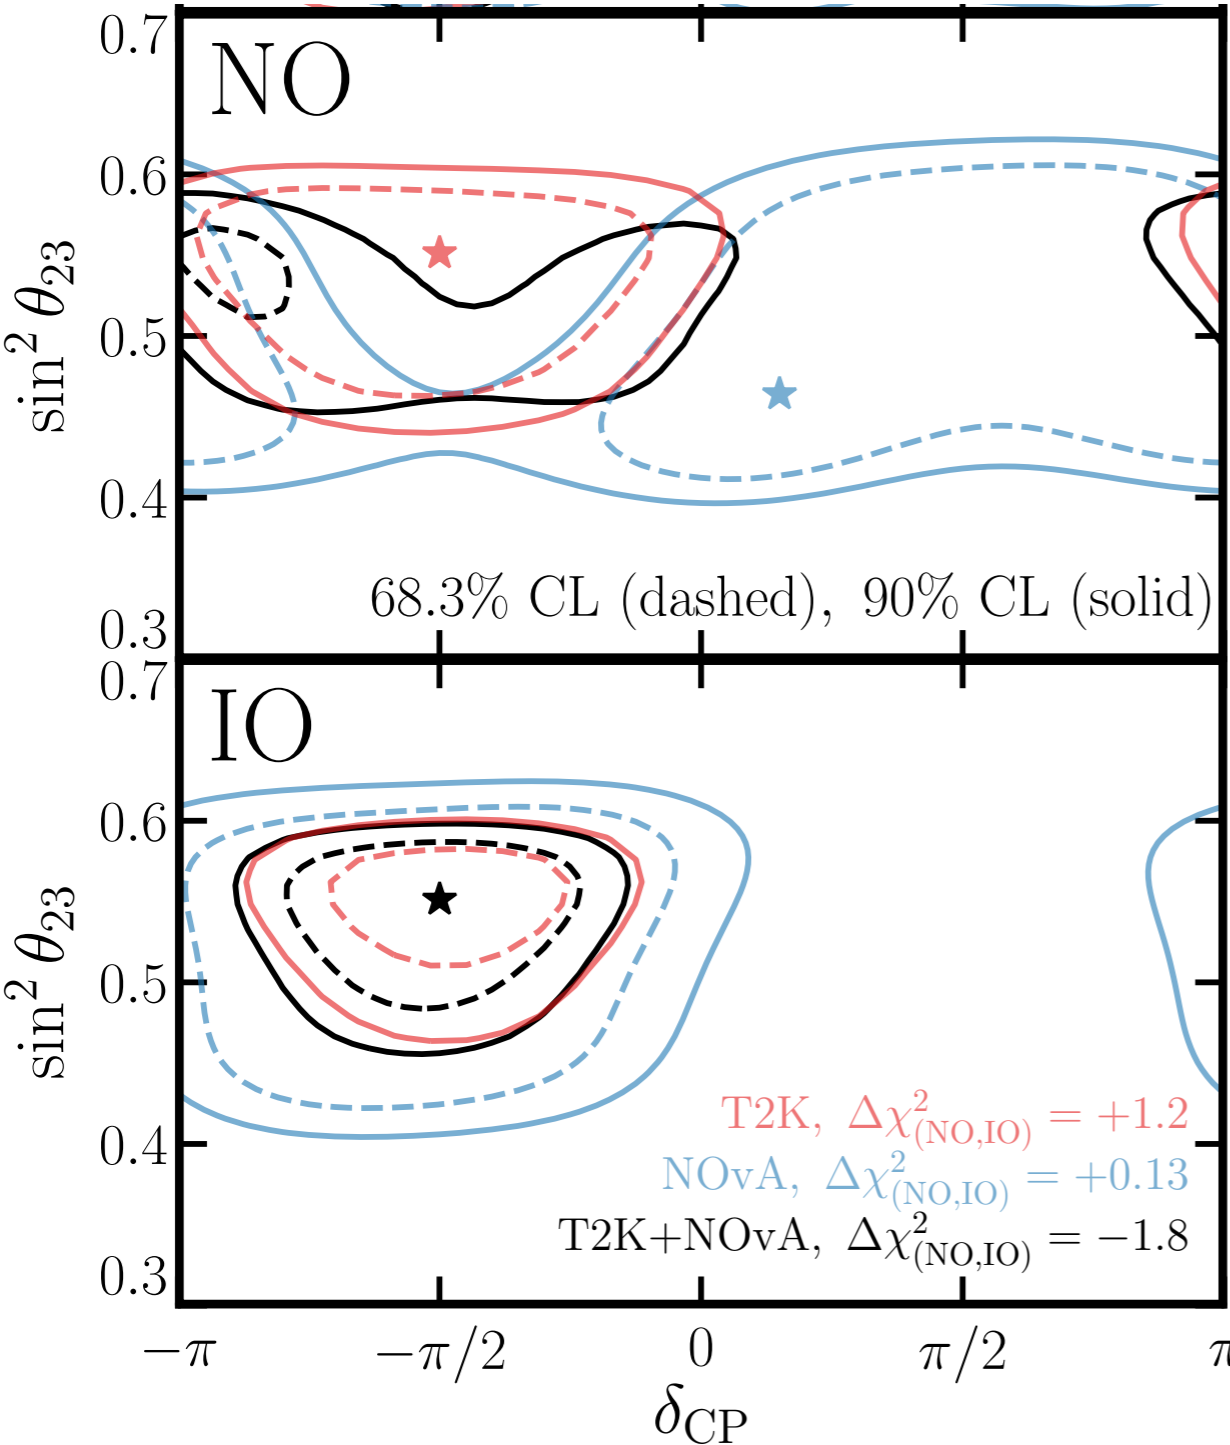 0.7
NO
0.6
sin² θ₂₃
0.5
0.4
68.3% CL (dashed), 90% CL (solid)
0.3
0.7
IO
0.6
sin² θ₂₃
0.5
T2K, Δχ²(NO,IO) = +1.2
0.4
NOvA, Δχ²(NO,IO) = +0.13
T2K+NOvA, Δχ²(NO,IO) = −1.8
0.3
−π −π/2 0 π/2 π
δCP